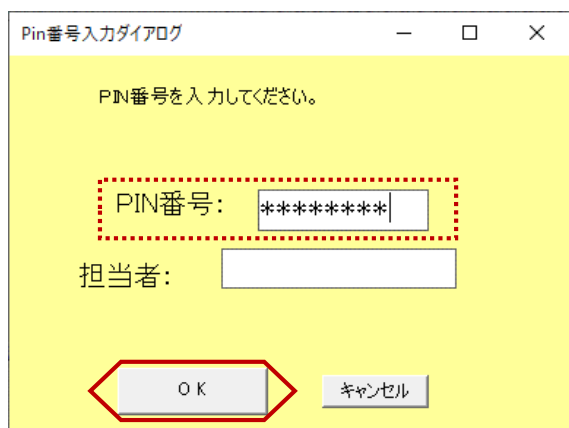 Pin番号入力ダイアログ
PIN番号を入力してください。
PIN番号: ********
担当者:
OK キャンセル